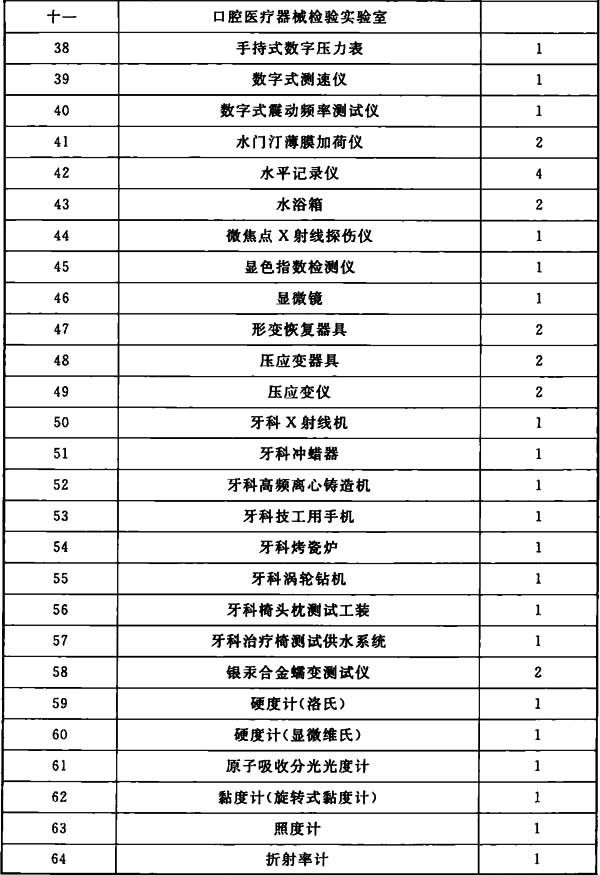 十一 口腔医疗器械检验实验室
38 手持式数字压力表 1
39 数字式测速仪 1
40 数字式震动频率测试仪 1
41 水门汀薄膜加荷仪 2
42 水平记录仪 4
43 水浴箱 2
44 微焦点 X 射线探伤仪 1
45 显色指数检测仪 1
46 显微镜 1
47 形变恢复器具 2
48 压应变器具 2
49 压应变仪 2
50 牙科 X 射线机 1
51 牙科冲蜡器 1
52 牙科高频离心铸造机 1
53 牙科技工用手机 1
54 牙科烤瓷炉 1
55 牙科涡轮钻机 1
56 牙科椅头枕测试工装 1
57 牙科治疗椅测试供水系统 1
58 银汞合金蠕变测试仪 2
59 硬度计(洛氏) 1
60 硬度计(显微维氏) 1
61 原子吸收分光光度计 1
62 黏度计(旋转式黏度计) 1
63 照度计 1
64 折射率计 1